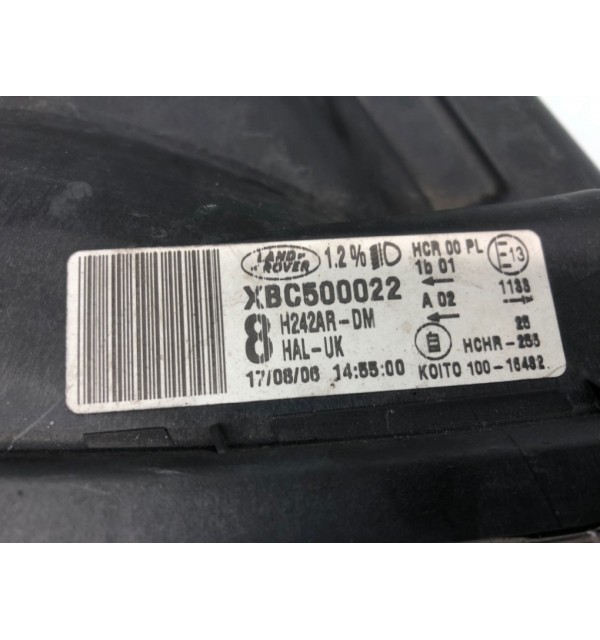 LAND ROVER 1.2% HCR 00 PL E13
1b 01
XBC500022 1138
A 02
8 H242AR-DM 25
HAL-UK HCHR-255
17/08/06 14:55:00 KOITO 100-16482